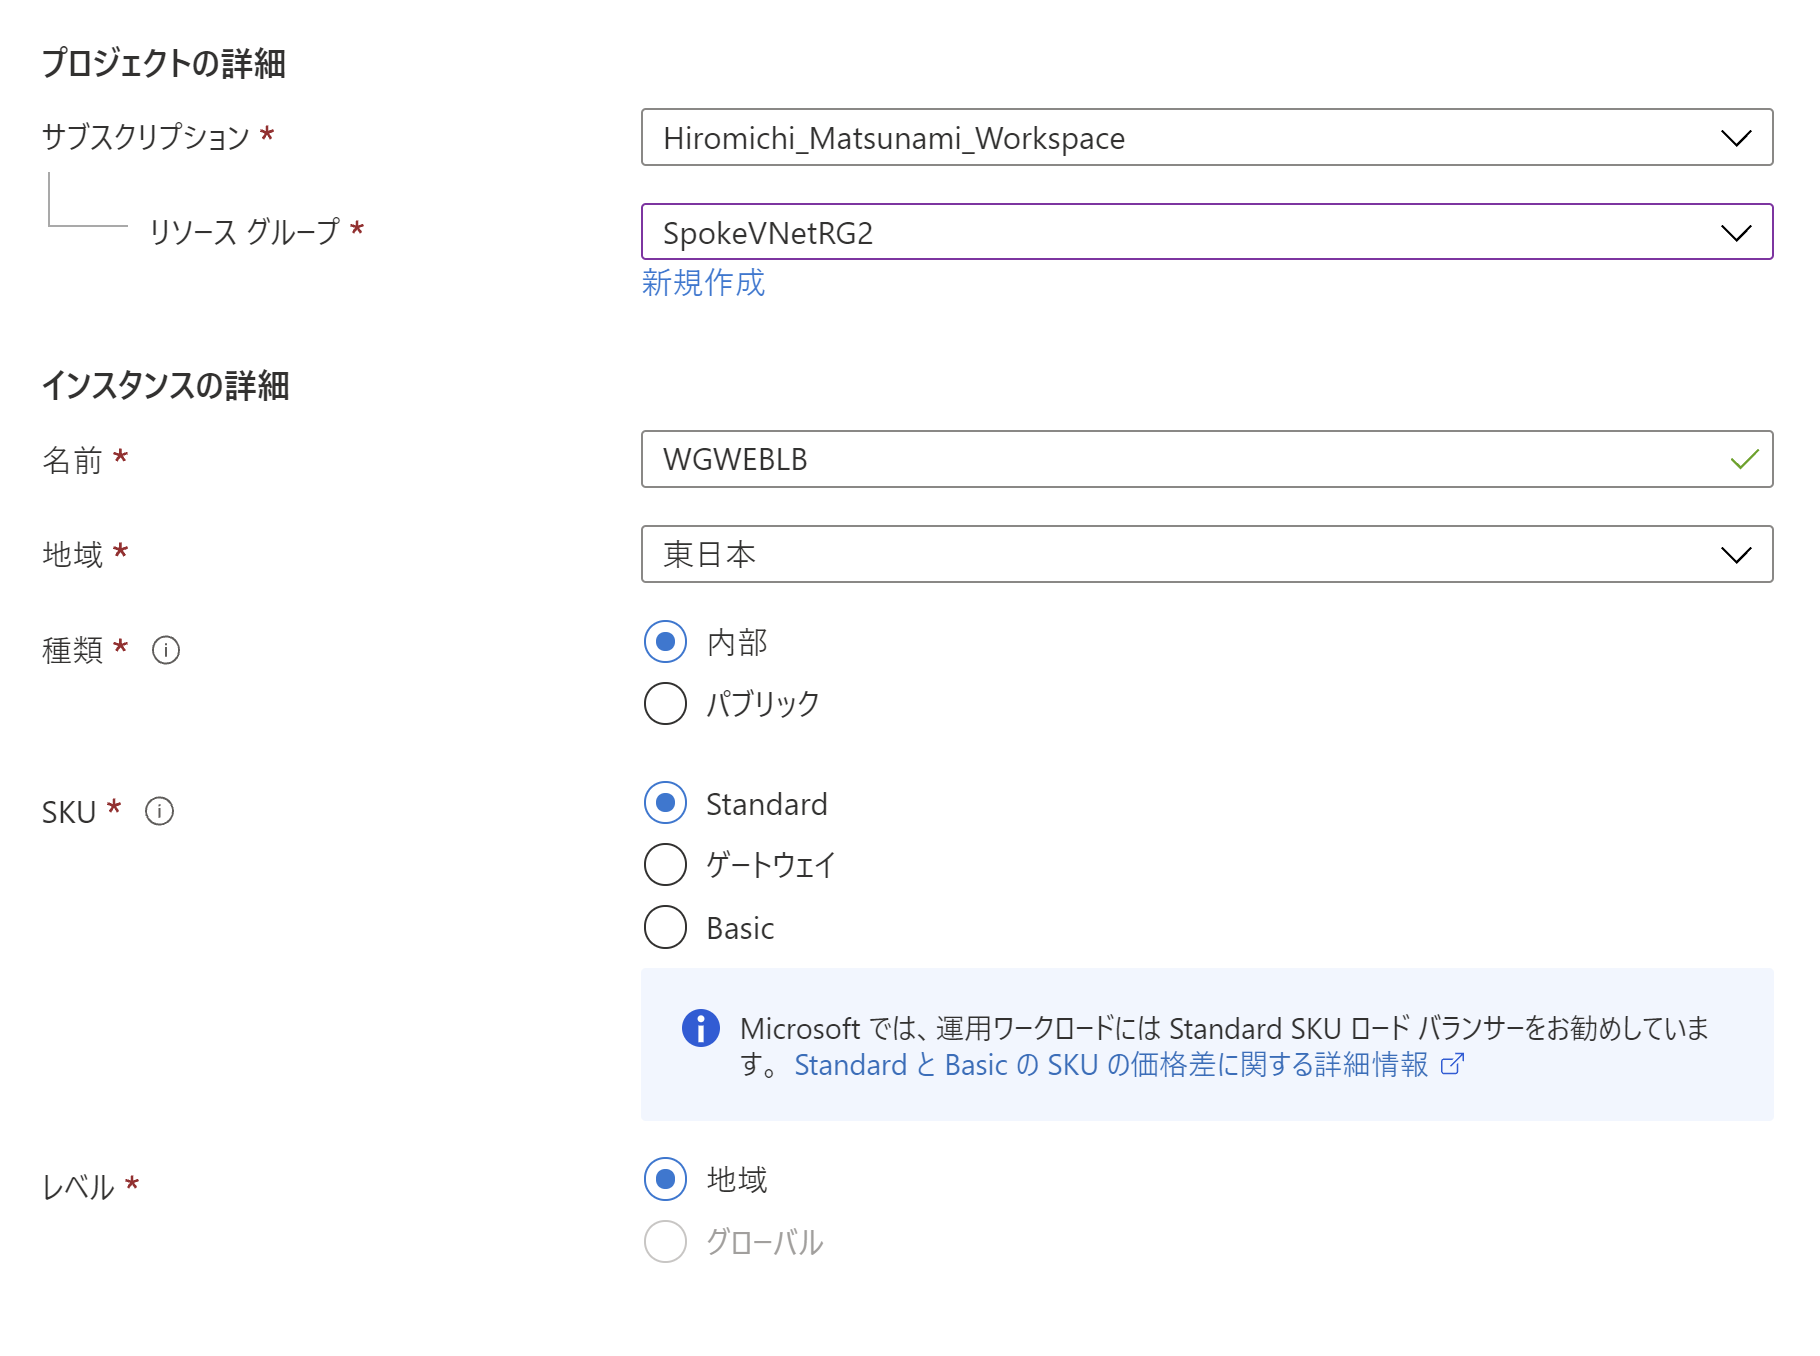 プロジェクトの詳細
サブスクリプション *
Hiromichi_Matsunami_Workspace
リソース グループ *
SpokeVNetRG2
新規作成
インスタンスの詳細
名前 *
WGWEBLB
地域 *
東日本
種類 *
内部
パブリック
SKU *
Standard
ゲートウェイ
Basic
Microsoft では、運用ワークロードには Standard SKU ロード バランサーをお勧めしていま
す。 Standard と Basic の SKU の価格差に関する詳細情報
レベル *
地域
グローバル